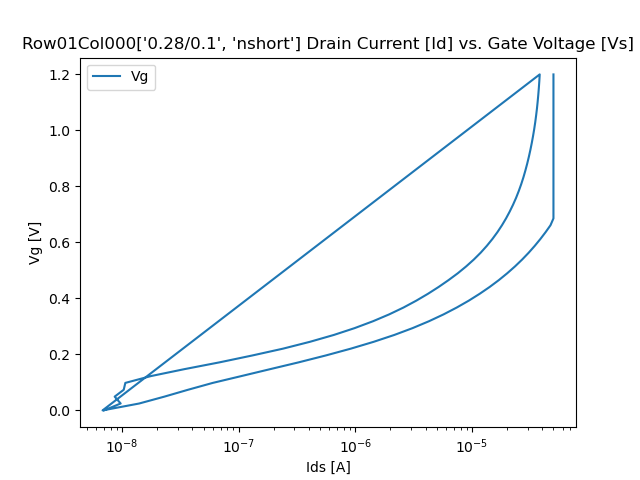 Row01Col000['0.28/0.1', 'nshort'] Drain Current [Id] vs. Gate Voltage [Vs]
Vg
1.2
1.0
0.8
0.6
0.4
0.2
0.0
Vg [V]
10⁻⁸ 10⁻⁷ 10⁻⁶ 10⁻⁵
Ids [A]